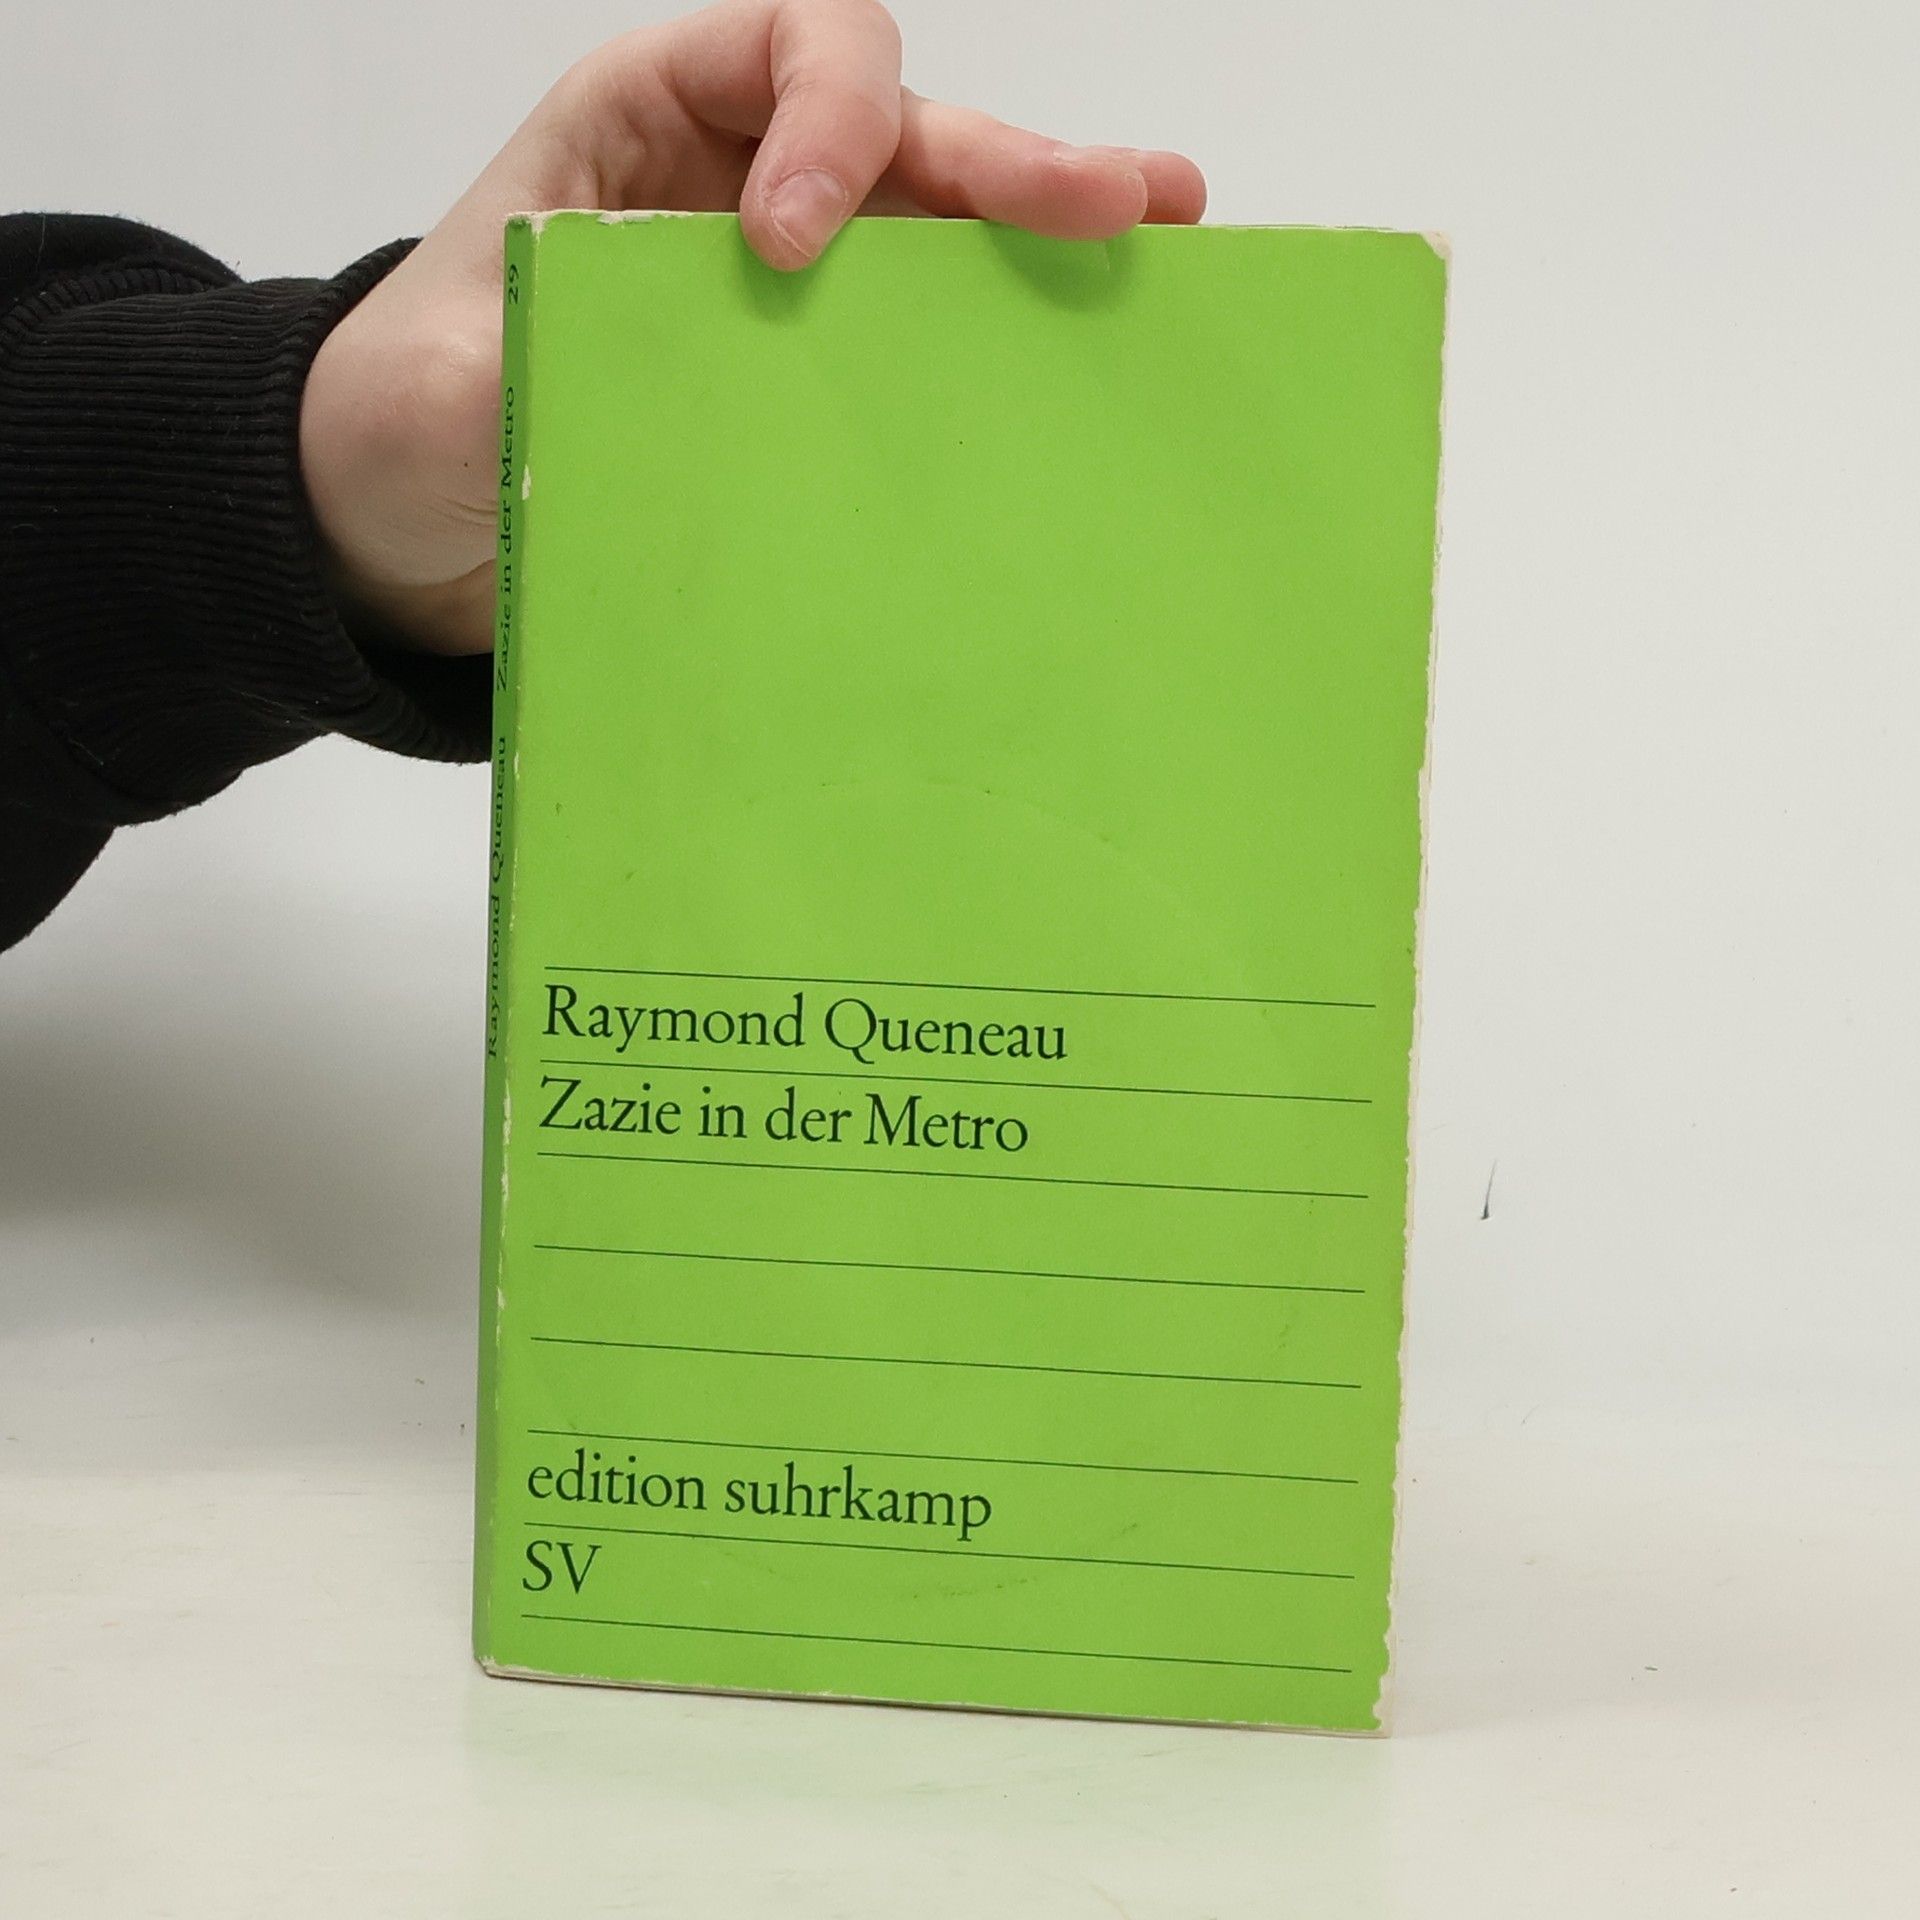 Raymond Queneau Zazie in der Metro 29
Raymond Queneau
Zazie in der Metro
edition suhrkamp
SV